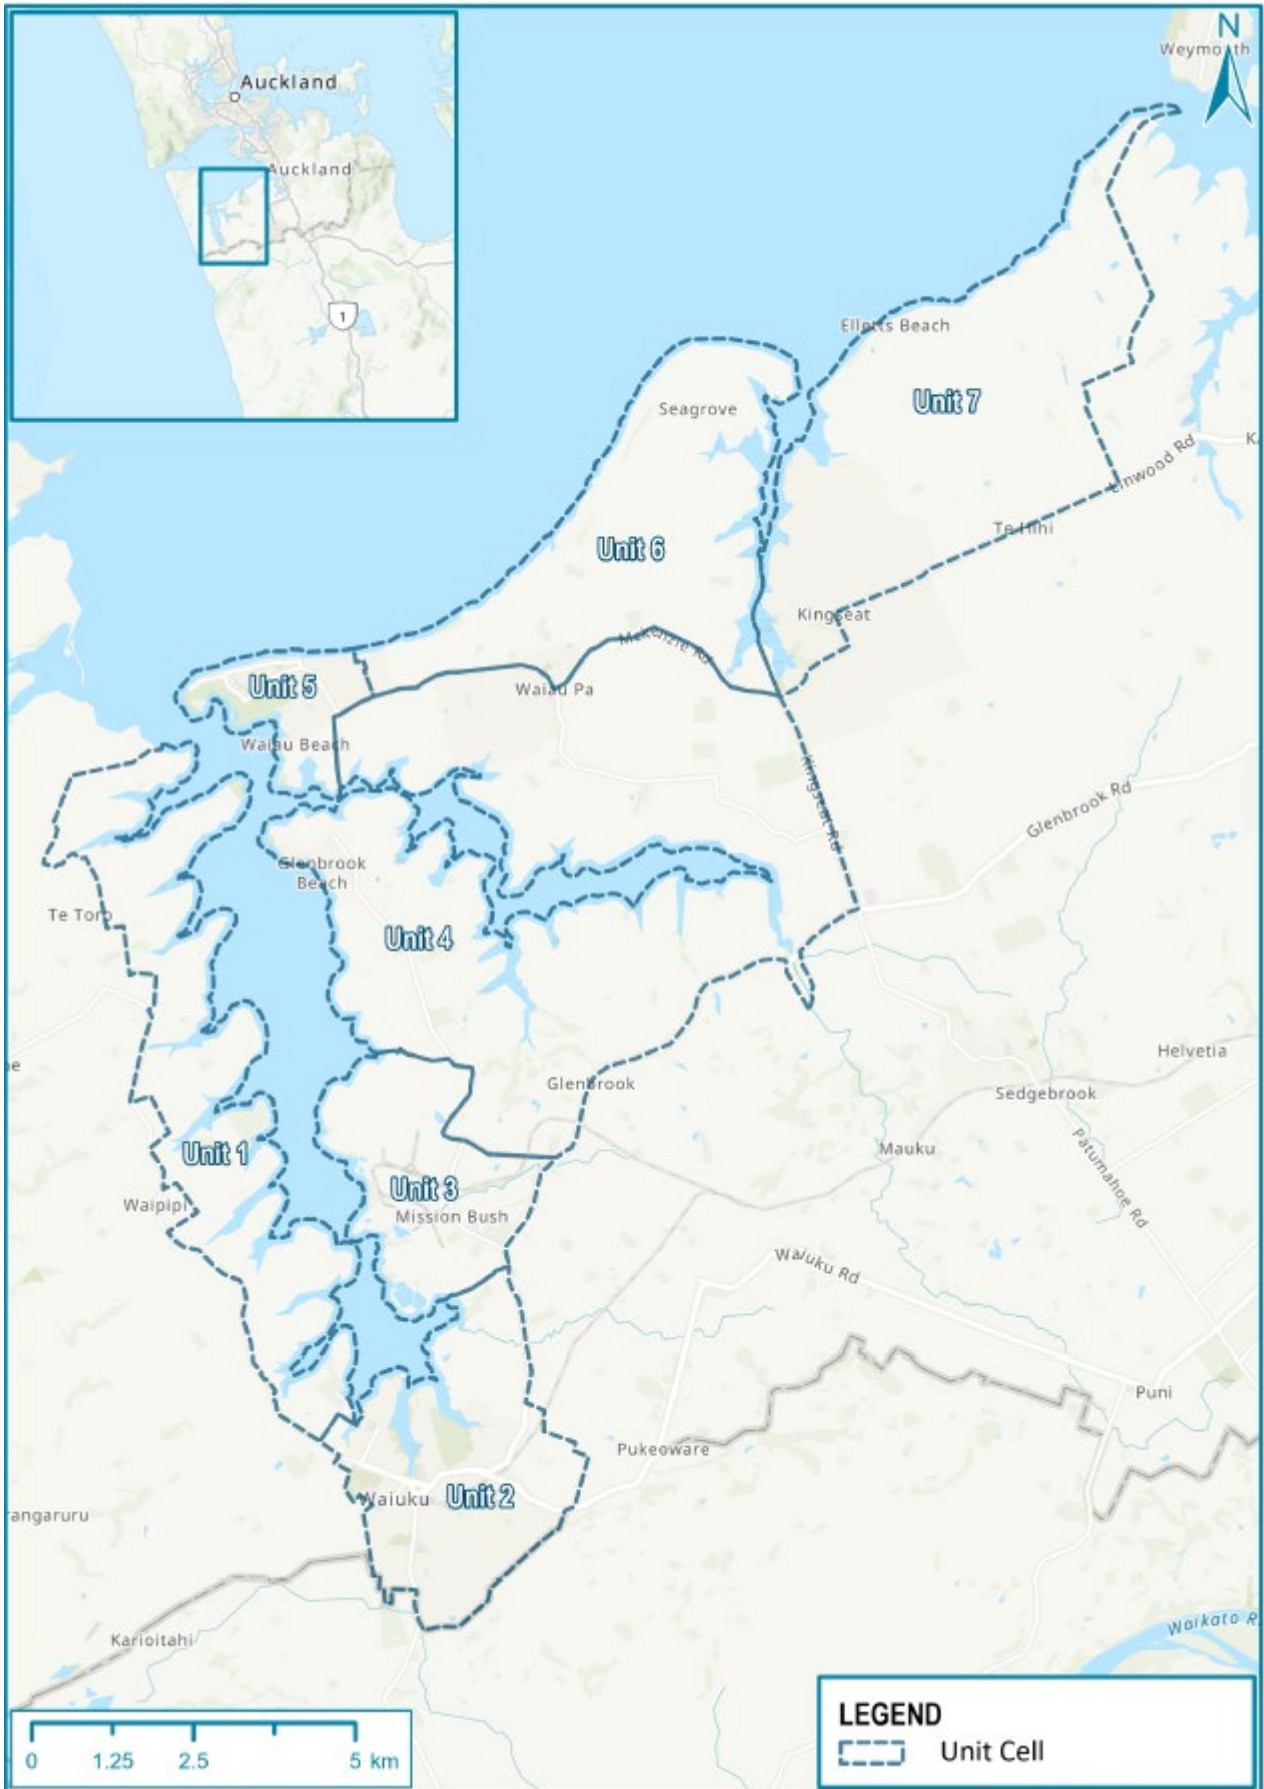 N
Weymouth
Auckland
Auckland
1
Elletts Beach
Unit 7
Seagrove
Linwood Rd
K
Te Hihi
Unit 6
Kingseat
McKenzie Rd
Unit 5
Waiau Pa
Waiau Beach
Kingseat Rd
Glenbrook Rd
Glenbrook
Beach
Te Toro
Unit 4
Helvetia
Glenbrook
Sedgebrook
Unit 1
Mauku
Patumahoe Rd
Unit 3
Waipipi
Mission Bush
Waiuku Rd
Puni
Pukeoware
Waiuku
Unit 2
angaruru
Karioitahi
Waikato R
LEGEND
Unit Cell
0 1.25 2.5 5 km